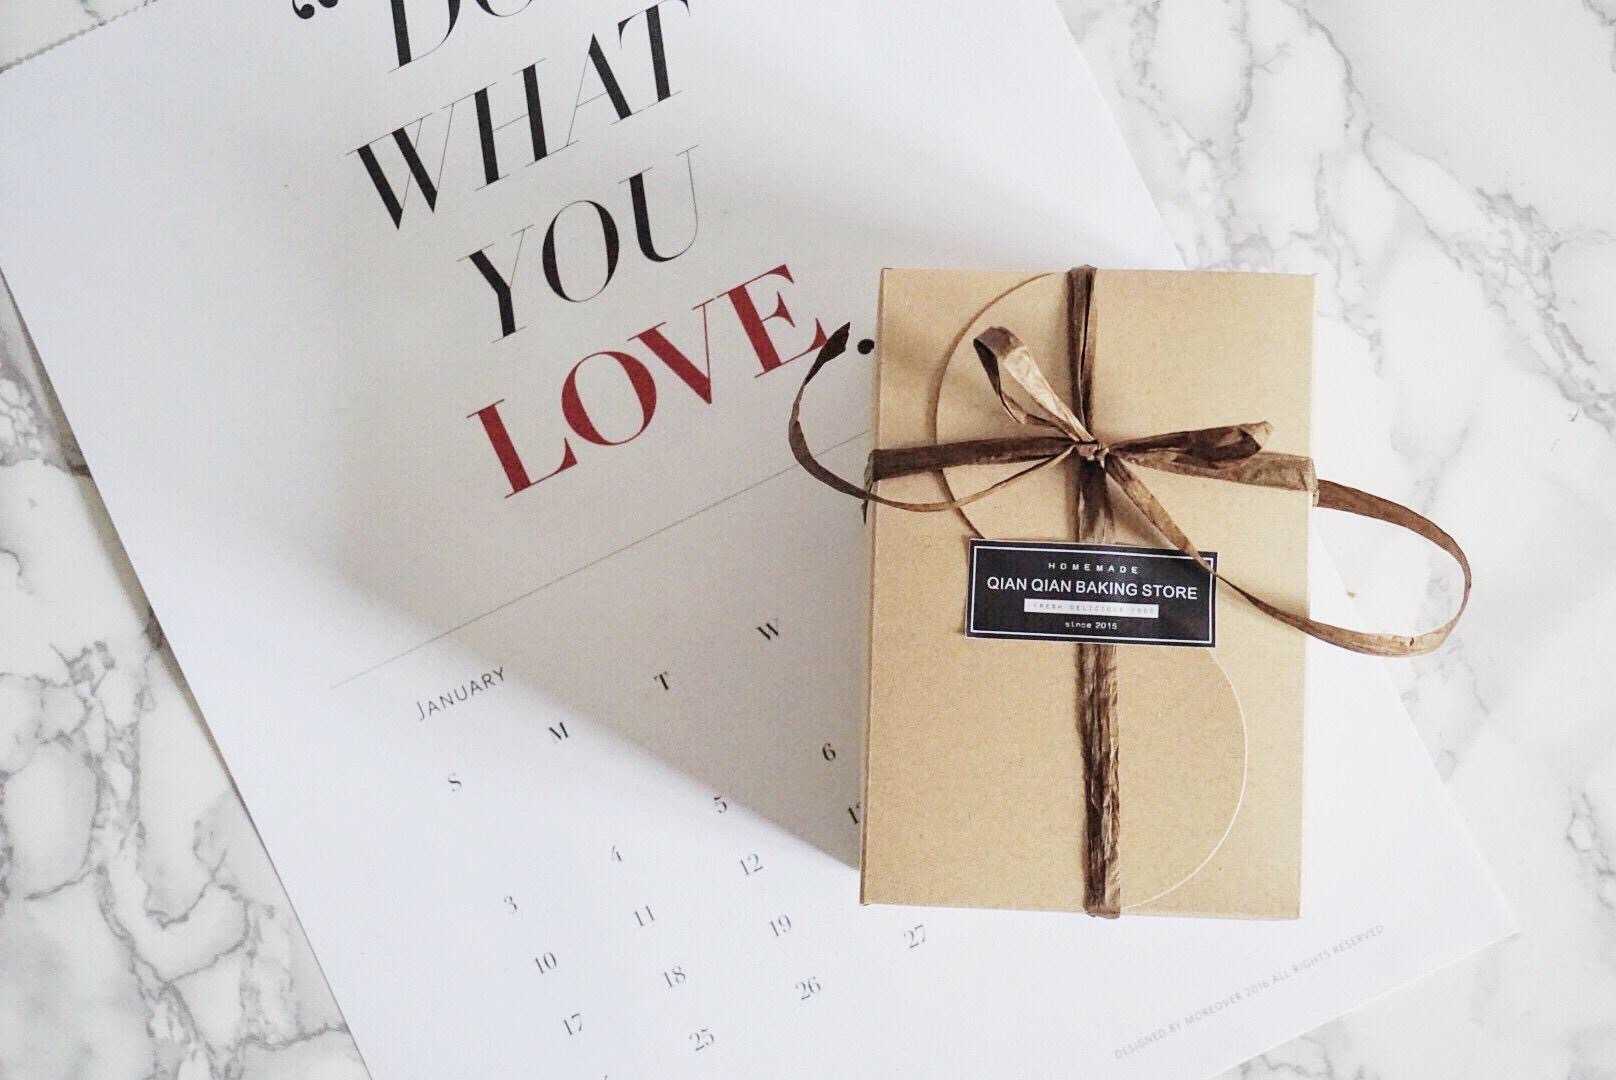 “DO
WHAT
YOU
LOVE.
HOMEMADE
QIAN QIAN BAKING STORE
FRESH DELICIOUS FOOD
since 2015
JANUARY
S M T W
3 4 5 6
10 11 12
17 18 19
25 26 27
DESIGNED BY MOREOVER 2016 ALL RIGHTS RESERVED